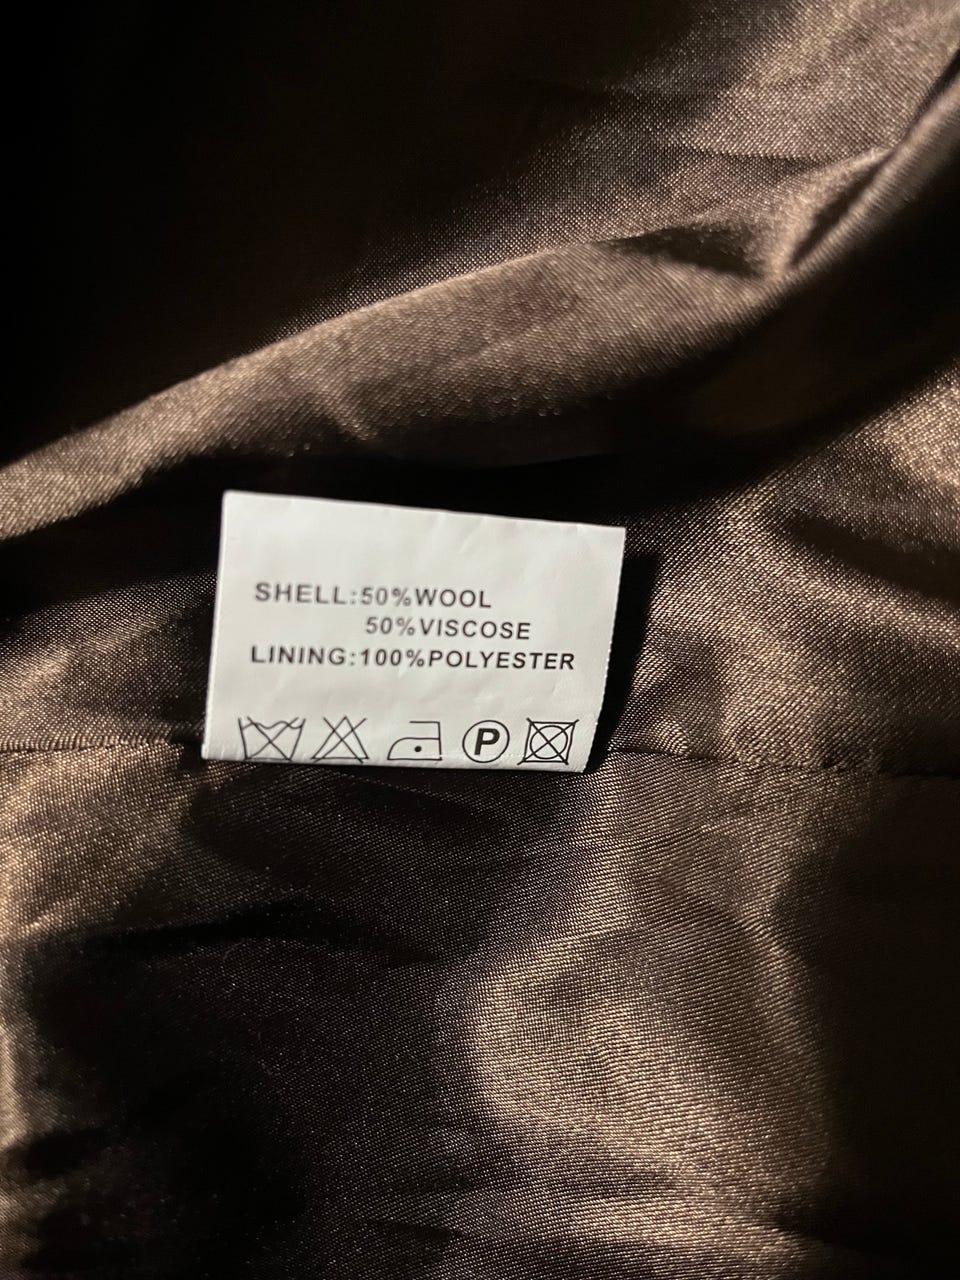 SHELL:50%WOOL
50%VISCOSE
LINING:100%POLYESTER
P